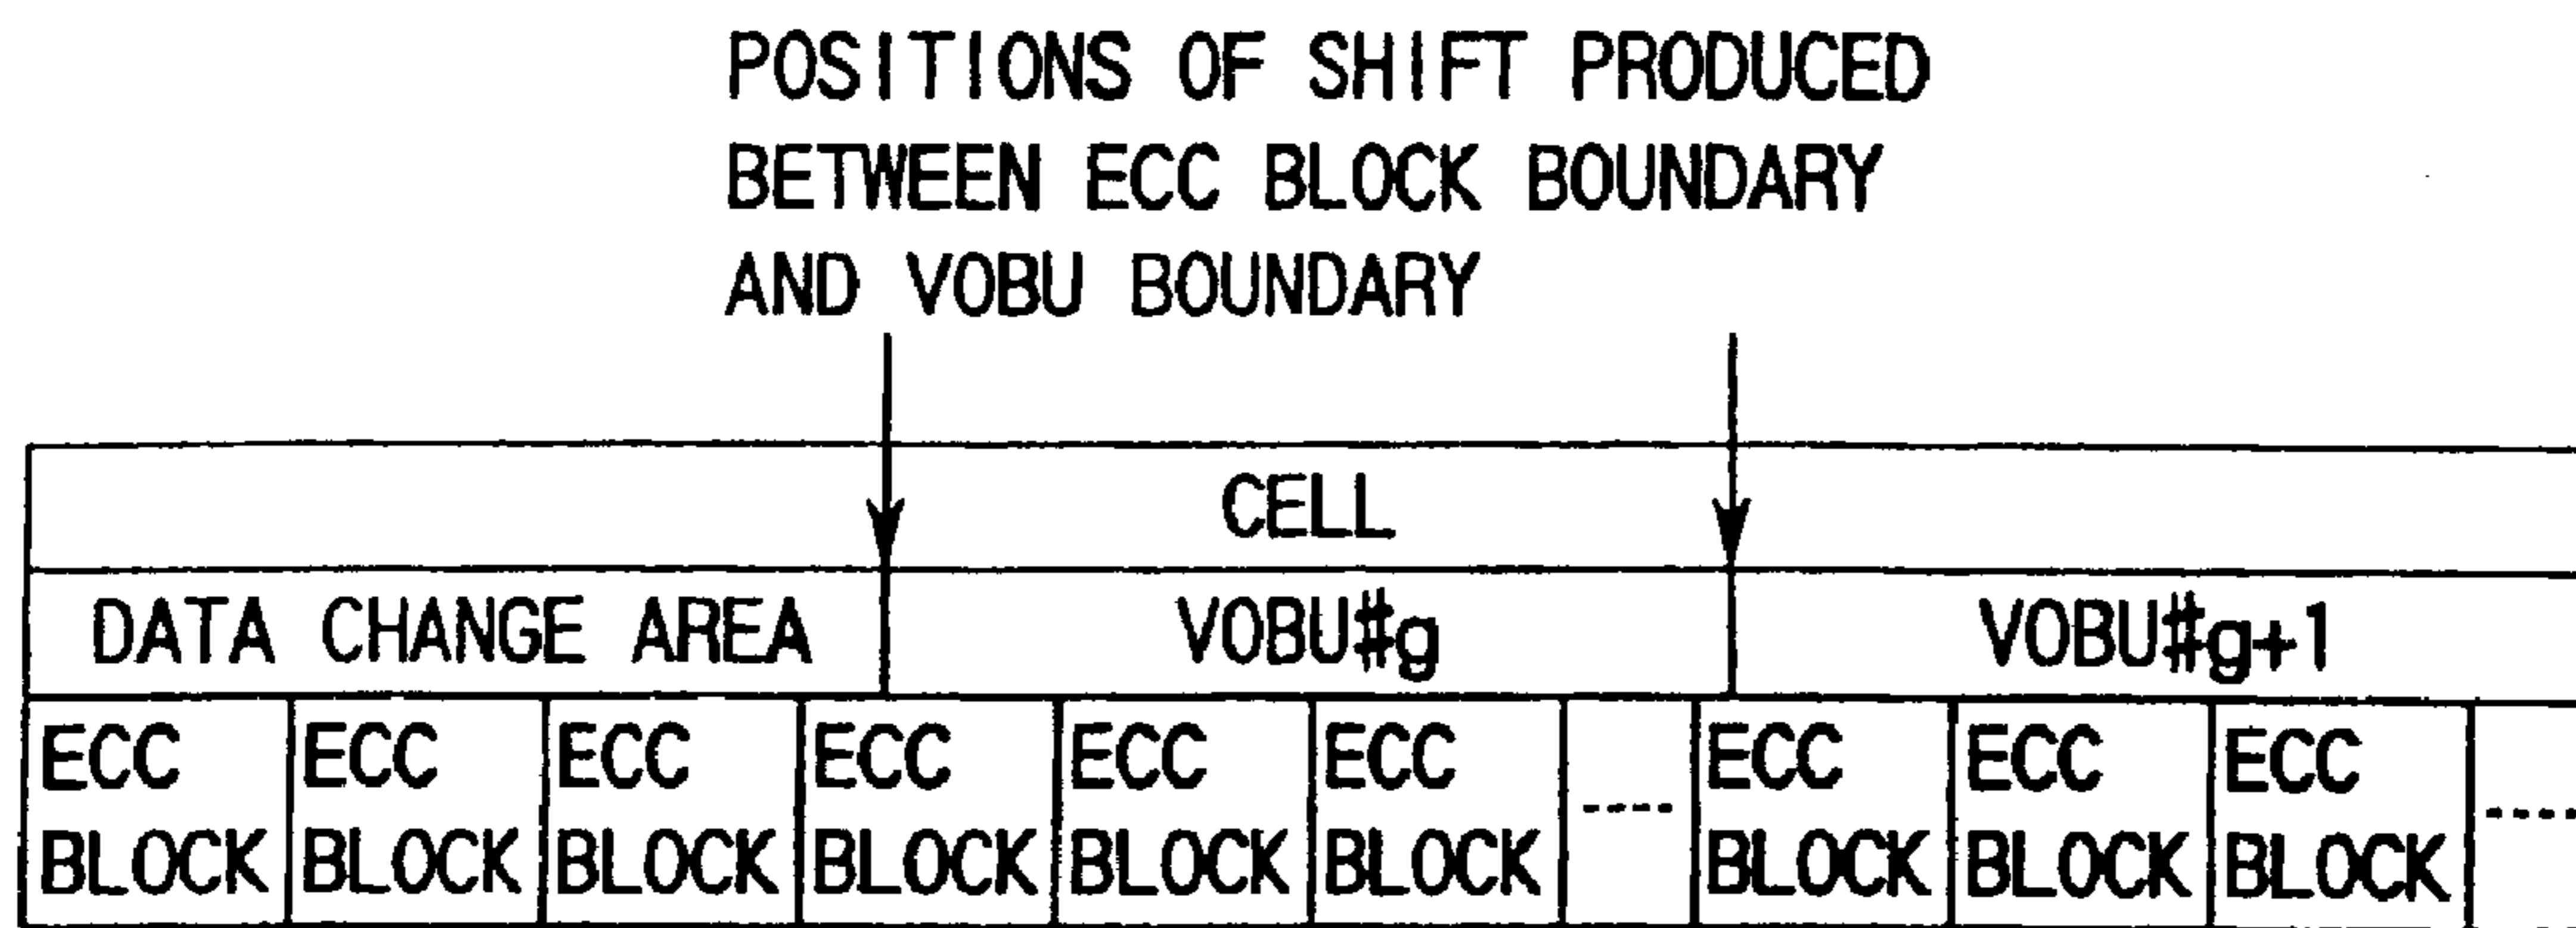 POSITIONS OF SHIFT PRODUCED
BETWEEN ECC BLOCK BOUNDARY
AND VOBU BOUNDARY
CELL
DATA CHANGE AREA VOBU#g VOBU#g+1
ECC ECC ECC ECC ECC ECC ---- ECC ECC ECC ----
BLOCK BLOCK BLOCK BLOCK BLOCK BLOCK BLOCK BLOCK BLOCK